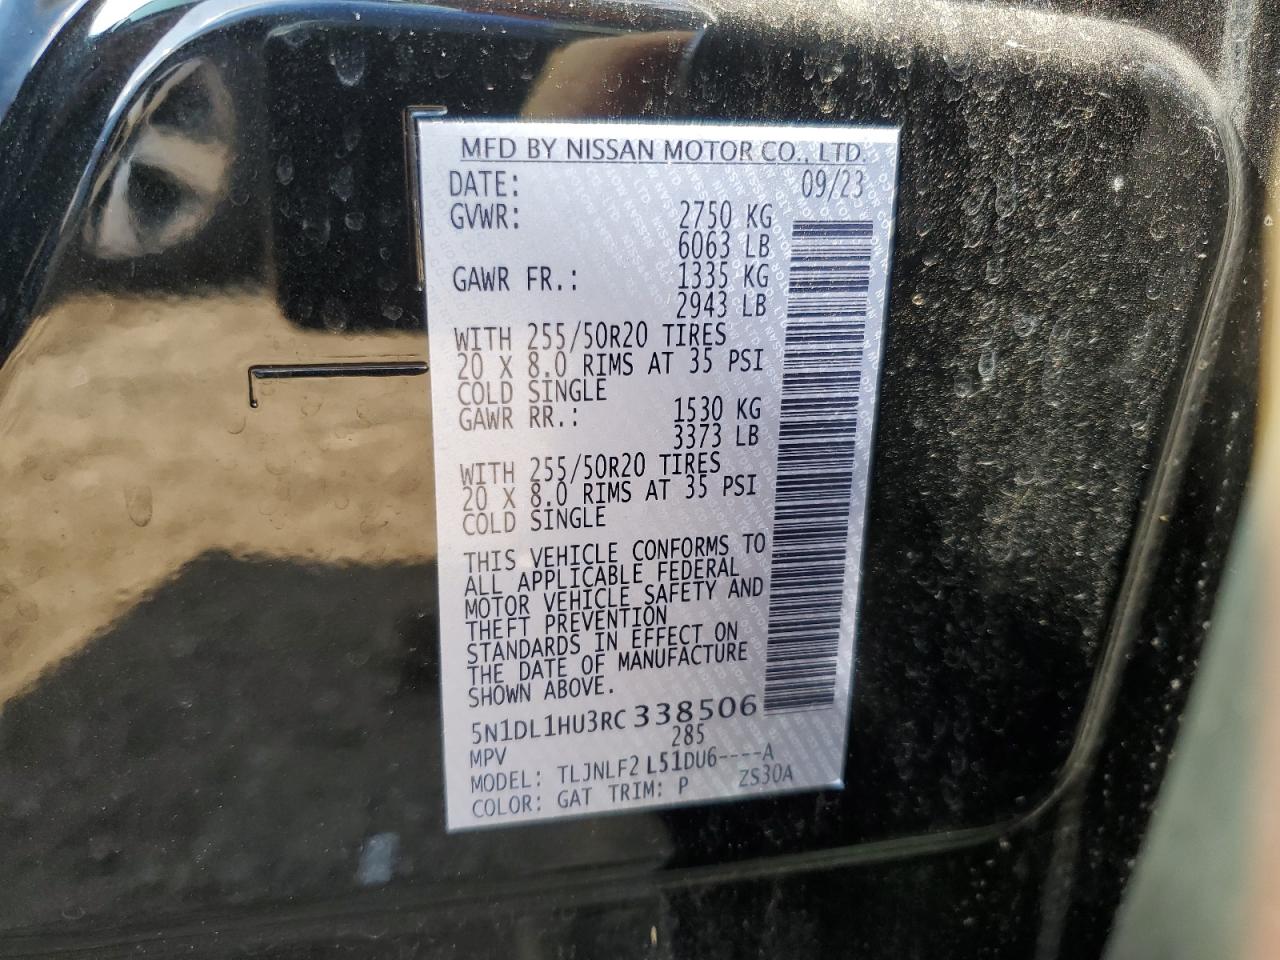 MFD BY NISSAN MOTOR CO., LTD.
DATE: 09/23
GVWR: 2750 KG
6063 LB
GAWR FR.: 1335 KG
2943 LB
WITH 255/50R20 TIRES
20 X 8.0 RIMS AT 35 PSI
COLD SINGLE
GAWR RR.: 1530 KG
3373 LB
WITH 255/50R20 TIRES
20 X 8.0 RIMS AT 35 PSI
COLD SINGLE
THIS VEHICLE CONFORMS TO
ALL APPLICABLE FEDERAL
MOTOR VEHICLE SAFETY AND
THEFT PREVENTION
STANDARDS IN EFFECT ON
THE DATE OF MANUFACTURE
SHOWN ABOVE.
5N1DL1HU3RC338506
MPV 285
MODEL: TLJNLF2 L51DU6----A
COLOR: GAT TRIM: P ZS30A